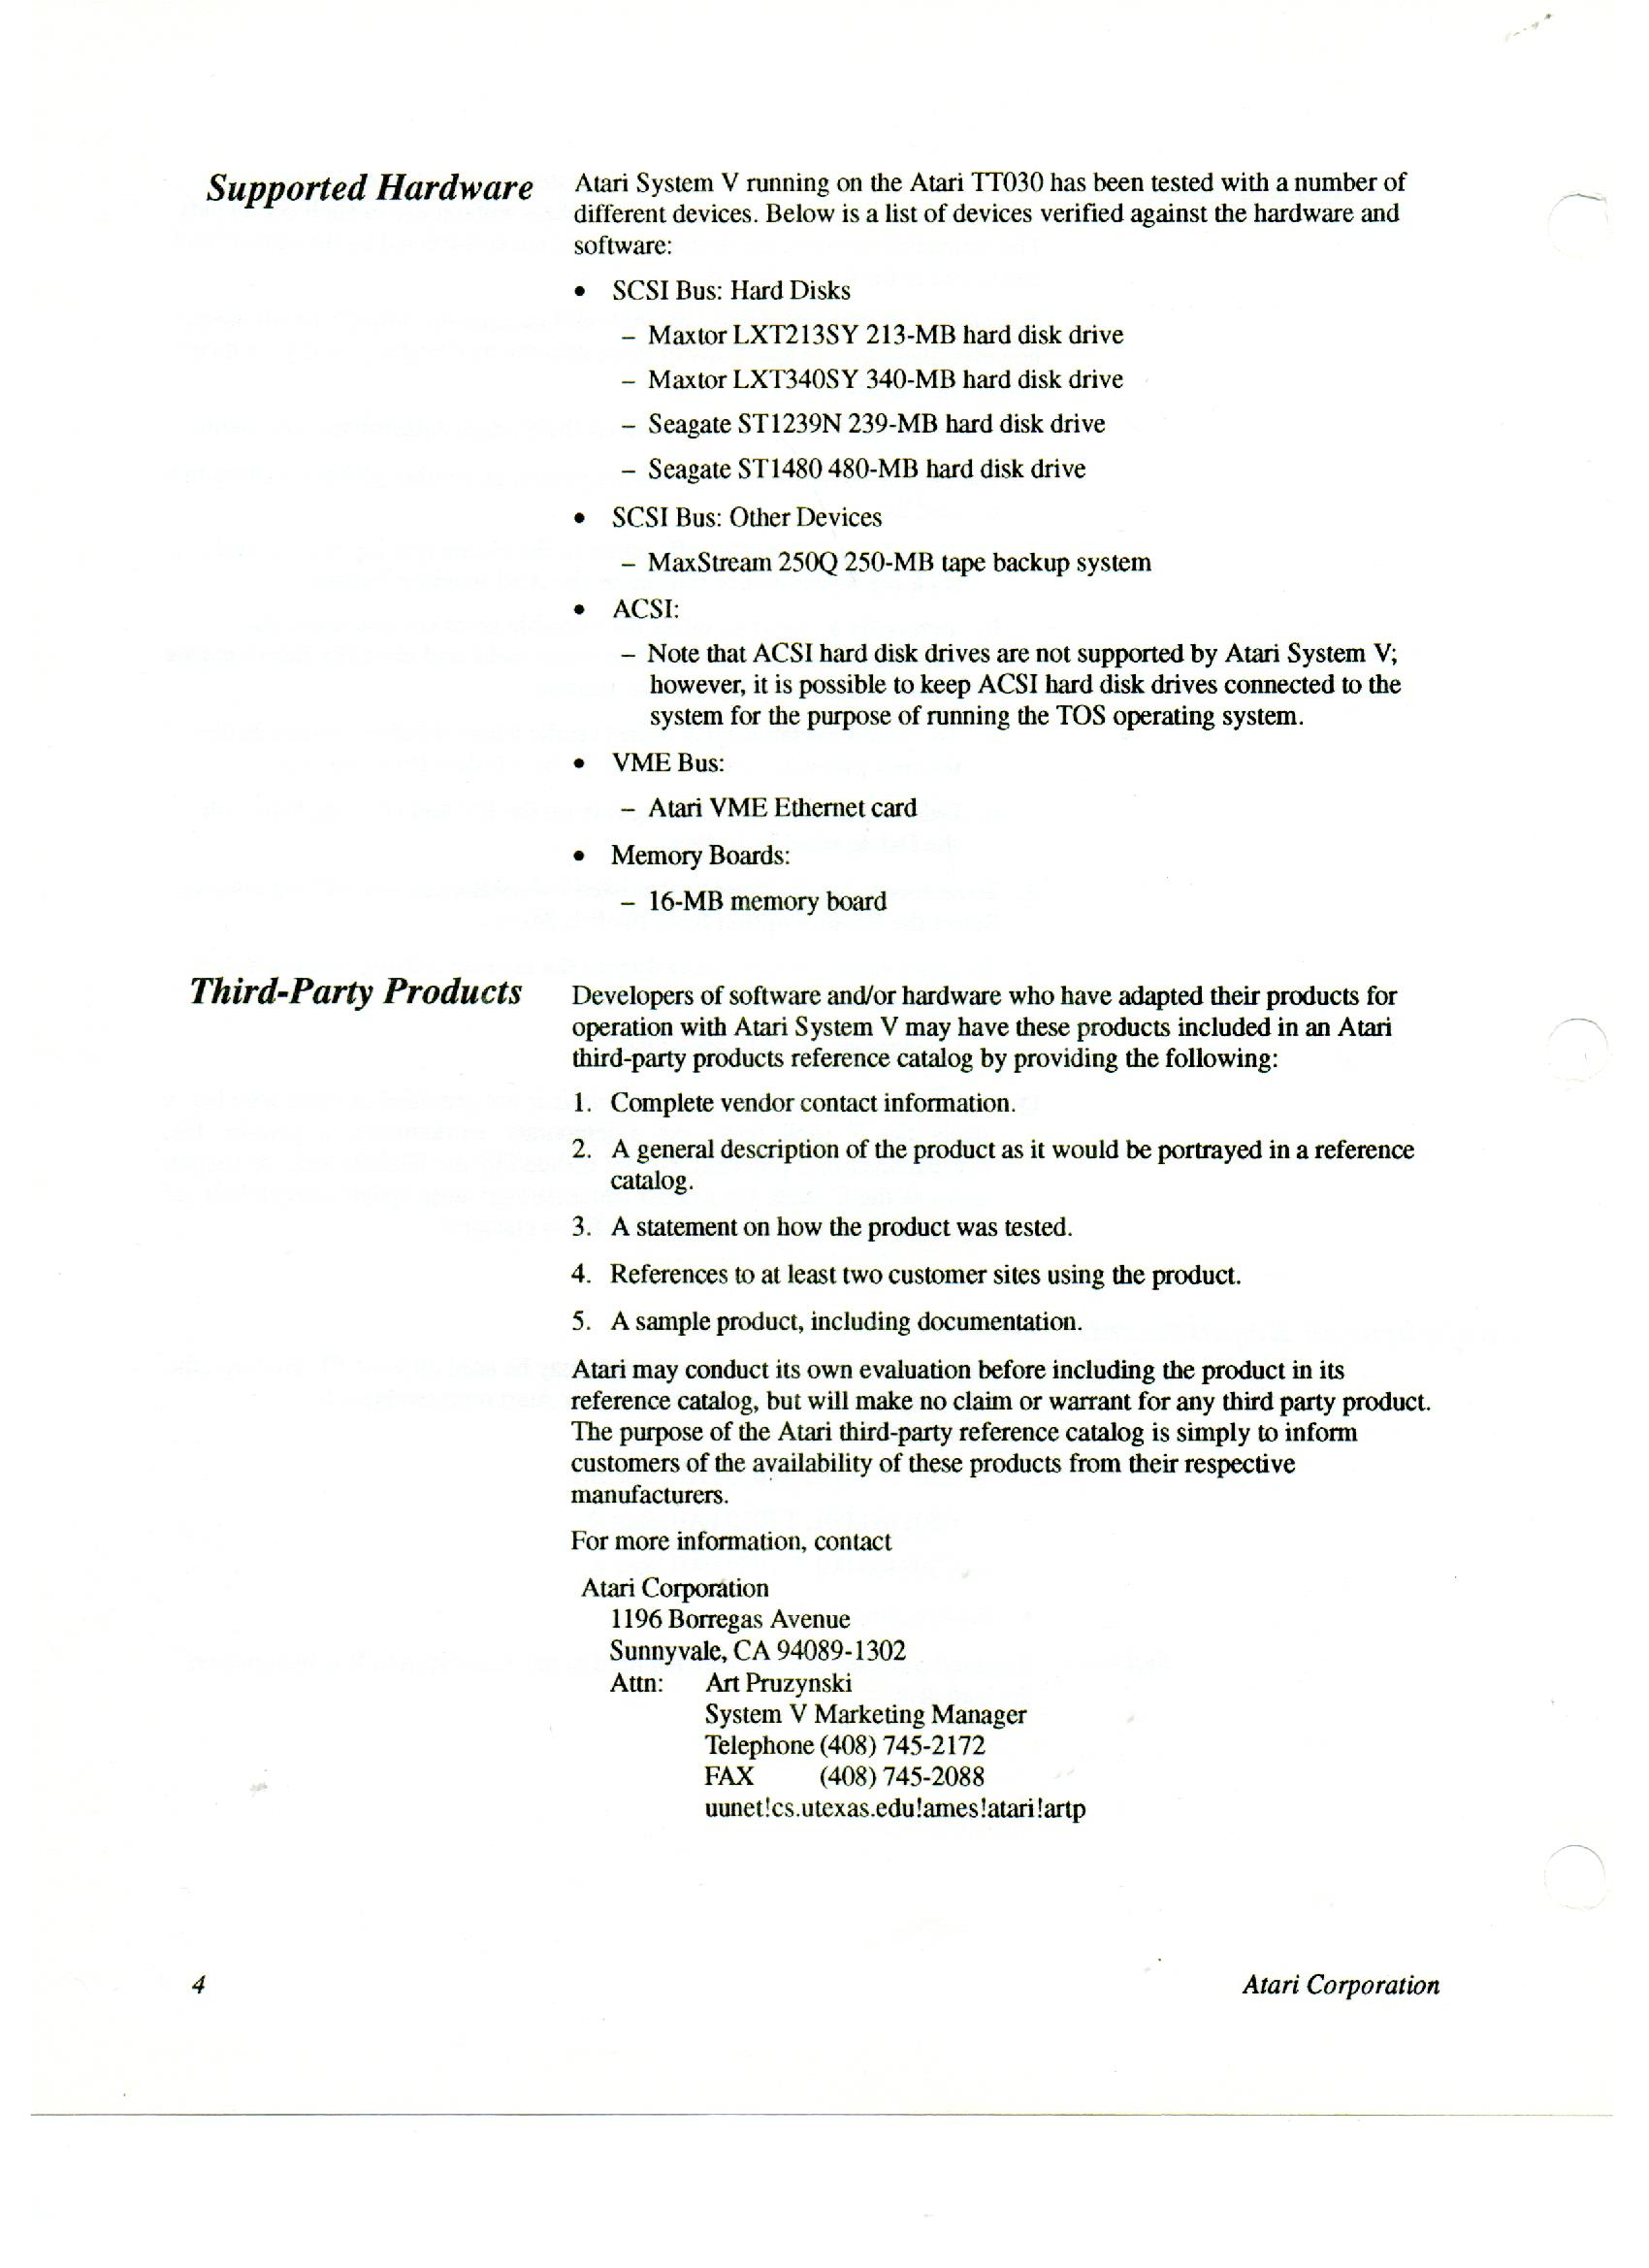 Supported Hardware
Atari System V running on the Atari TT030 has been tested with a number of
different devices. Below is a list of devices verified against the hardware and
software:
• SCSI Bus: Hard Disks
– Maxtor LXT213SY 213-MB hard disk drive
– Maxtor LXT340SY 340-MB hard disk drive
– Seagate ST1239N 239-MB hard disk drive
– Seagate ST1480 480-MB hard disk drive
• SCSI Bus: Other Devices
– MaxStream 250Q 250-MB tape backup system
• ACSI:
– Note that ACSI hard disk drives are not supported by Atari System V;
however, it is possible to keep ACSI hard disk drives connected to the
system for the purpose of running the TOS operating system.
• VME Bus:
– Atari VME Ethernet card
• Memory Boards:
– 16-MB memory board
Third-Party Products
Developers of software and/or hardware who have adapted their products for
operation with Atari System V may have these products included in an Atari
third-party products reference catalog by providing the following:
1. Complete vendor contact information.
2. A general description of the product as it would be portrayed in a reference
catalog.
3. A statement on how the product was tested.
4. References to at least two customer sites using the product.
5. A sample product, including documentation.
Atari may conduct its own evaluation before including the product in its
reference catalog, but will make no claim or warrant for any third party product.
The purpose of the Atari third-party reference catalog is simply to inform
customers of the availability of these products from their respective
manufacturers.
For more information, contact
Atari Corporation
1196 Borregas Avenue
Sunnyvale, CA 94089-1302
Attn: Art Pruzynski
System V Marketing Manager
Telephone (408) 745-2172
FAX (408) 745-2088
uunet!cs.utexas.edu!ames!atari!artp
4
Atari Corporation